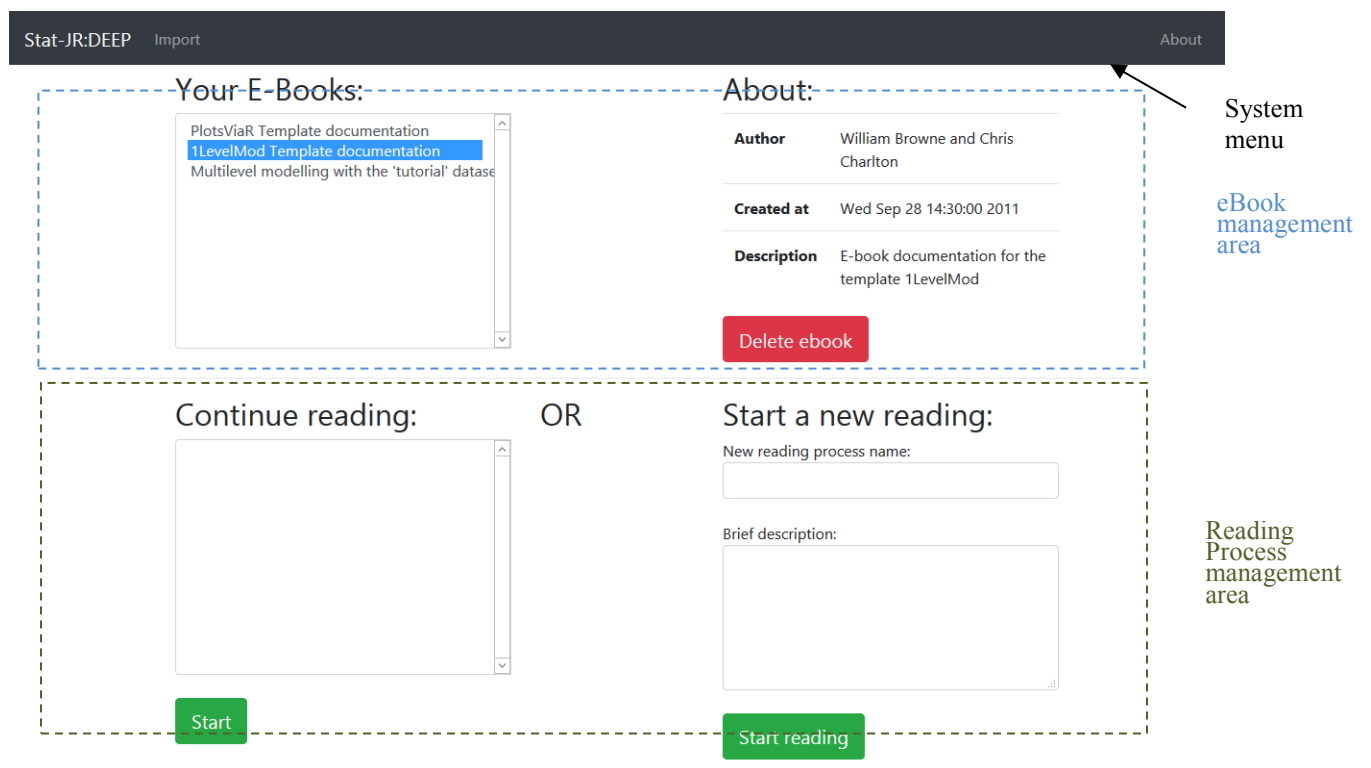 Stat-JR:DEEP Import About
Your E-Books:
PlotsViaR Template documentation
1LevelMod Template documentation
Multilevel modelling with the 'tutorial' datase
About:
Author William Browne and Chris
Charlton
Created at Wed Sep 28 14:30:00 2011
Description E-book documentation for the
template 1LevelMod
Delete ebook
System
menu
eBook
management
area
Continue reading:
Start
OR
Start a new reading:
New reading process name:
Brief description:
Start reading
Reading
Process
management
area